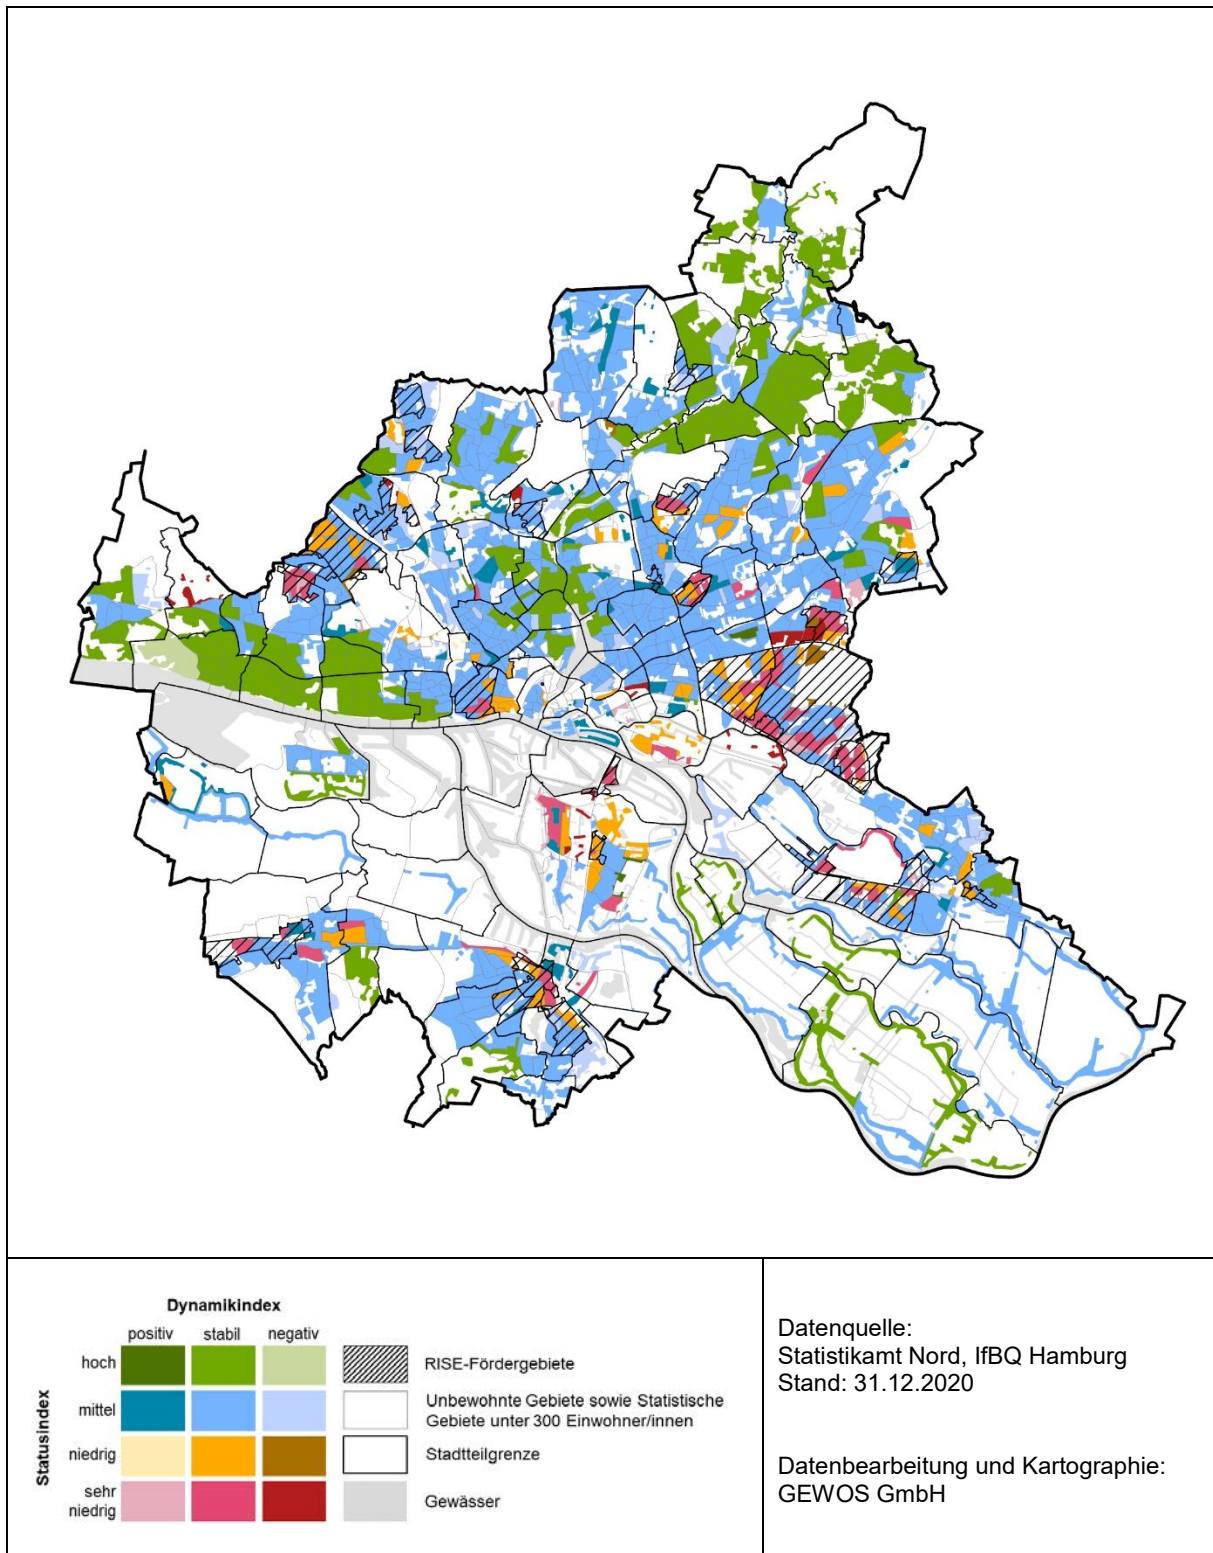 Dynamikindex
positiv stabil negativ
Statusindex
hoch
mittel
niedrig
sehr
niedrig
RISE-Fördergebiete
Unbewohnte Gebiete sowie Statistische
Gebiete unter 300 Einwohner/innen
Stadtteilgrenze
Gewässer
Datenquelle:
Statistikamt Nord, IfBQ Hamburg
Stand: 31.12.2020
Datenbearbeitung und Kartographie:
GEWOS GmbH